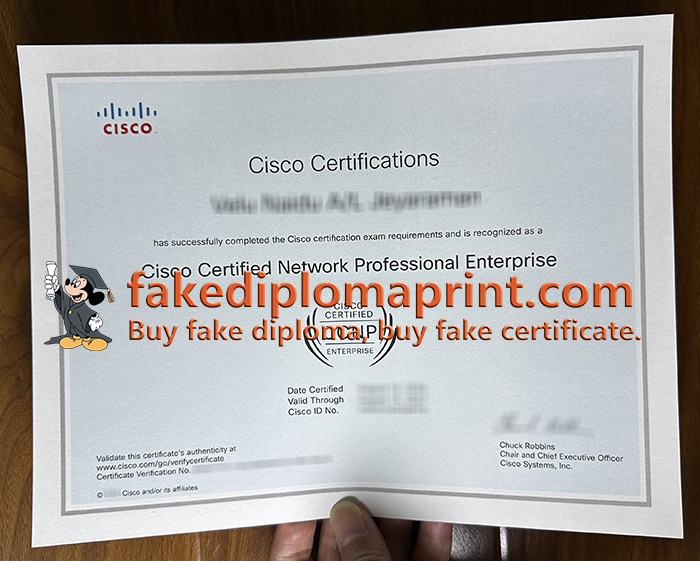 CISCO
Cisco Certifications
has successfully completed the Cisco certification exam requirements and is recognized as a
Cisco Certified Network Professional Enterprise
fakediplomaprint.com
Buy fake diploma, buy fake certificate.
CISCO
CERTIFIED
ENTERPRISE
Date Certified
Valid Through
Cisco ID No.
Validate this certificate's authenticity at
www.cisco.com/go/verifycertificate
Certificate Verification No.
© Cisco and/or its affiliates
Chuck Robbins
Chair and Chief Executive Officer
Cisco Systems, Inc.